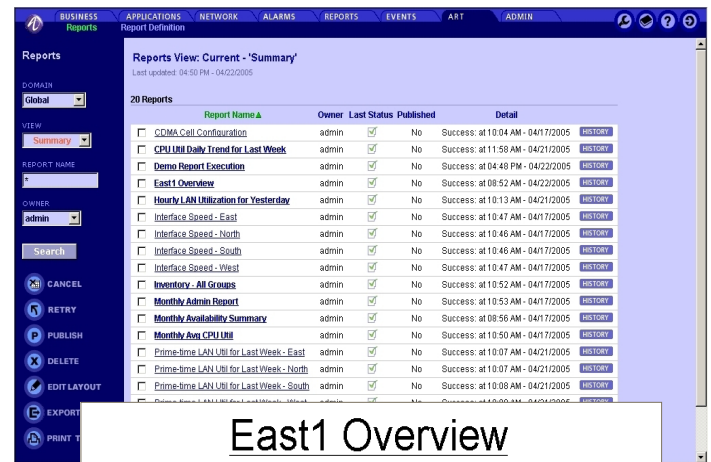 BUSINESS APPLICATIONS NETWORK ALARMS REPORTS EVENTS ART ADMIN
Reports Report Definition
Reports
DOMAIN
Global
VIEW
Summary
REPORT NAME
*
OWNER
admin
Search
CANCEL
RETRY
PUBLISH
DELETE
EDIT LAYOUT
EXPORT
PRINT T
Reports View: Current - 'Summary'
Last updated: 04:50 PM - 04/22/2005
20 Reports
Report Name Owner Last Status Published Detail
CDMA Cell Configuration admin No Success: at 10:04 AM - 04/17/2005 HISTORY
CPU Util Daily Trend for Last Week admin No Success: at 11:58 AM - 04/21/2005 HISTORY
Demo Report Execution admin No Success: at 04:48 PM - 04/22/2005 HISTORY
East1 Overview admin No Success: at 08:52 AM - 04/22/2005 HISTORY
Hourly LAN Utilization for Yesterday admin No Success: at 10:13 AM - 04/21/2005 HISTORY
Interface Speed - East admin No Success: at 10:47 AM - 04/17/2005 HISTORY
Interface Speed - North admin No Success: at 10:46 AM - 04/17/2005 HISTORY
Interface Speed - South admin No Success: at 10:46 AM - 04/17/2005 HISTORY
Interface Speed - West admin No Success: at 10:47 AM - 04/17/2005 HISTORY
Inventory - All Groups admin No Success: at 10:52 AM - 04/17/2005 HISTORY
Monthly Admin Report admin No Success: at 10:53 AM - 04/17/2005 HISTORY
Monthly Availability Summary admin No Success: at 08:56 AM - 04/17/2005 HISTORY
Monthly Avg CPU Util admin No Success: at 10:50 AM - 04/17/2005 HISTORY
Prime-time LAN Util for Last Week - East admin No Success: at 10:07 AM - 04/21/2005 HISTORY
Prime-time LAN Util for Last Week - North admin No Success: at 10:07 AM - 04/21/2005 HISTORY
Prime-time LAN Util for Last Week - South admin No Success: at 10:08 AM - 04/21/2005 HISTORY
East1 Overview